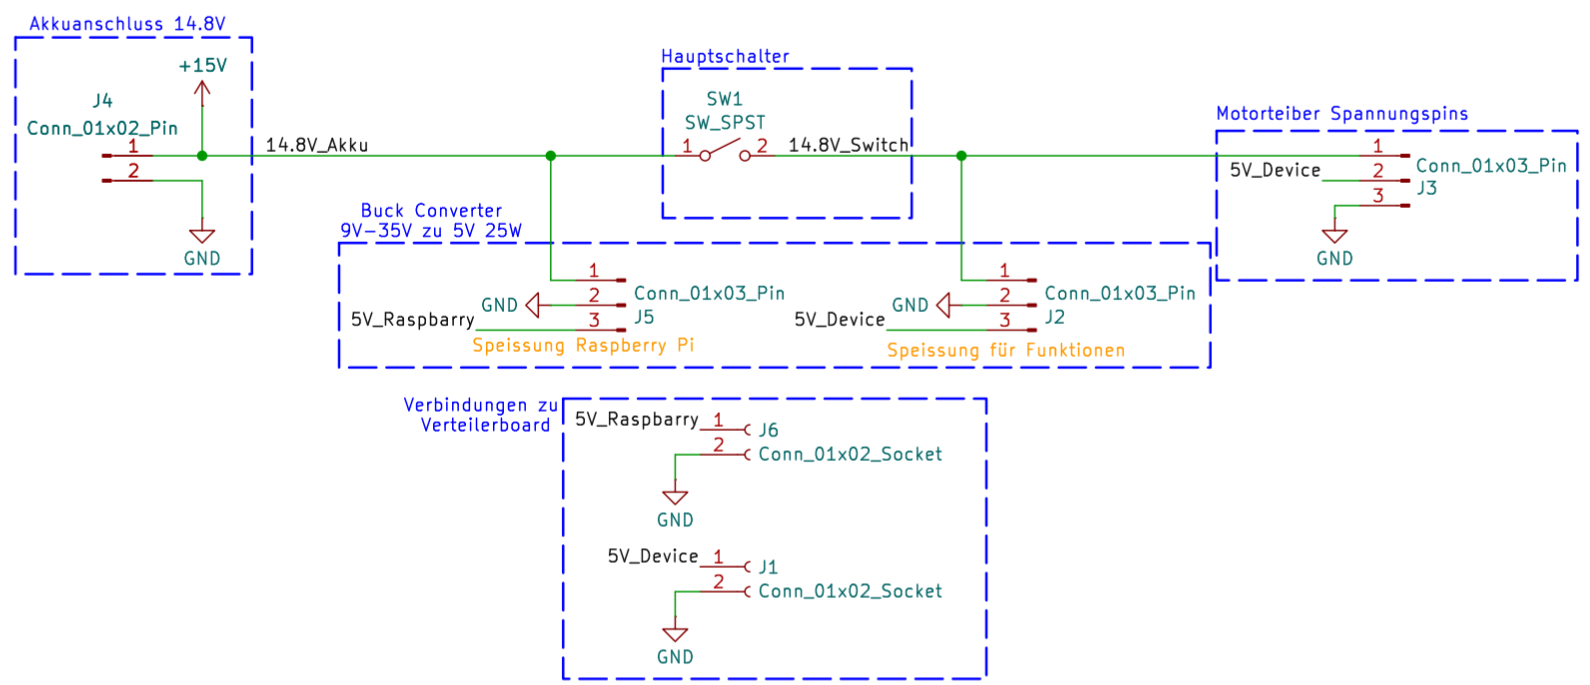 Akkuanschluss 14.8V
+15V
J4
Conn_01x02_Pin
1
2
GND
14.8V_Akku
Hauptschalter
SW1
SW_SPST
1
2
14.8V_Switch
Motorteiber Spannungspins
1
5V_Device
2
3
Conn_01x03_Pin
J3
GND
Buck Converter
9V-35V zu 5V 25W
1
GND
2
5V_Raspbarry
3
Conn_01x03_Pin
J5
Speissung Raspberry Pi
1
GND
2
5V_Device
3
Conn_01x03_Pin
J2
Speissung für Funktionen
Verbindungen zu
Verteilerboard
5V_Raspbarry
1
J6
2
Conn_01x02_Socket
GND
5V_Device
1
J1
2
Conn_01x02_Socket
GND